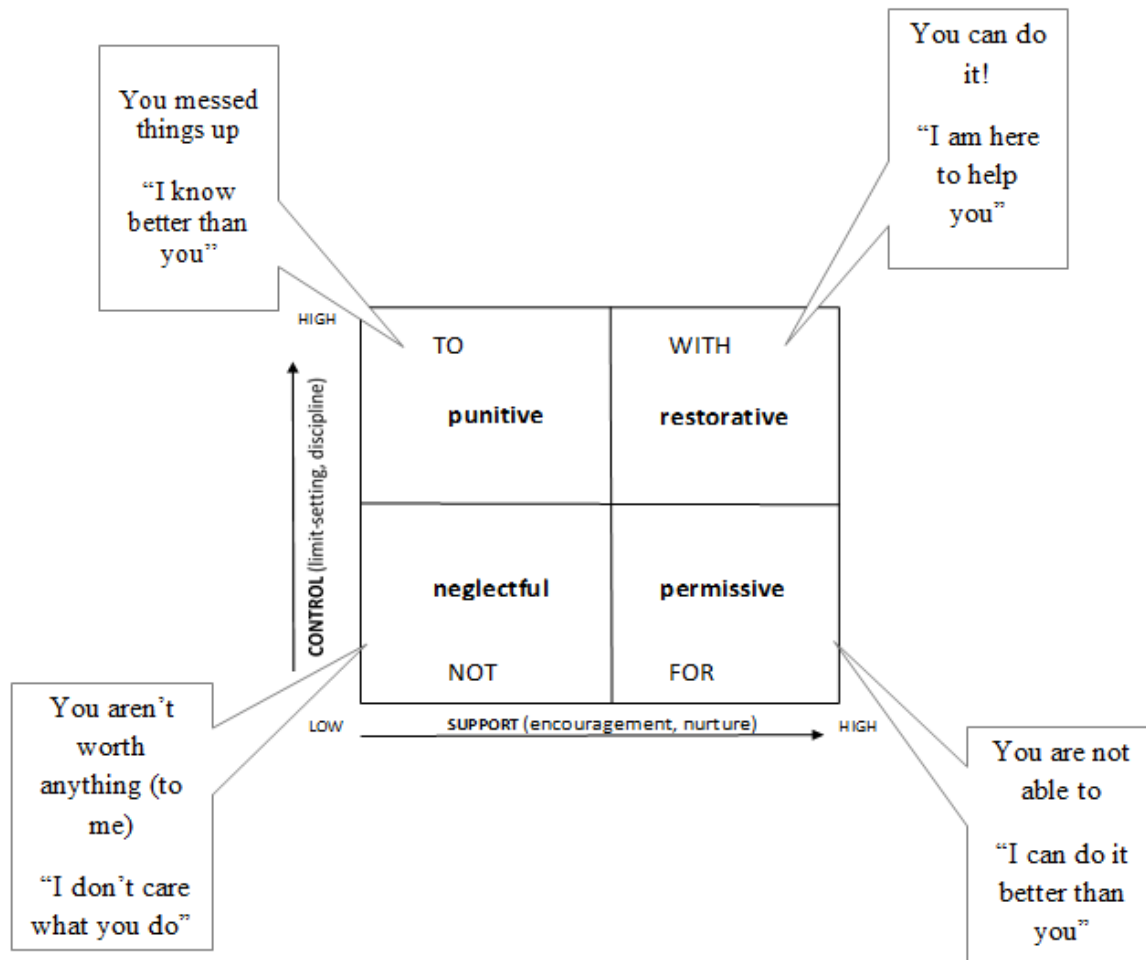 You messed
things up
“I know
better than
you”
You can do
it!
“I am here
to help
you”
HIGH
TO
WITH
punitive
restorative
CONTROL (limit-setting, discipline)
neglectful
permissive
NOT
FOR
LOW
SUPPORT (encouragement, nurture)
HIGH
You aren’t
worth
anything (to
me)
“I don’t care
what you do”
You are not
able to
“I can do it
better than
you”